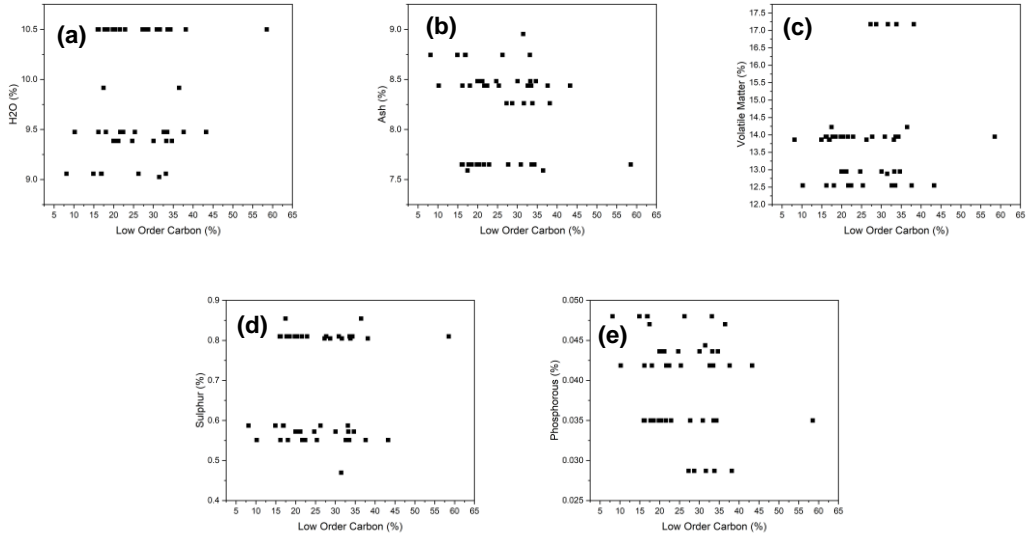 (a)
H2O (%)
10.5
10.0
9.5
9.0
5 10 15 20 25 30 35 40 45 50 55 60 65
Low Order Carbon (%)
(b)
Ash (%)
9.0
8.5
8.0
7.5
5 10 15 20 25 30 35 40 45 50 55 60 65
Low Order Carbon (%)
(c)
Volatile Matter (%)
17.5
17.0
16.5
16.0
15.5
15.0
14.5
14.0
13.5
13.0
12.5
12.0
5 10 15 20 25 30 35 40 45 50 55 60 65
Low Order Carbon (%)
(d)
Sulphur (%)
0.9
0.8
0.7
0.6
0.5
0.4
5 10 15 20 25 30 35 40 45 50 55 60 65
Low Order Carbon (%)
(e)
Phosphorous (%)
0.050
0.045
0.040
0.035
0.030
0.025
5 10 15 20 25 30 35 40 45 50 55 60 65
Low Order Carbon (%)